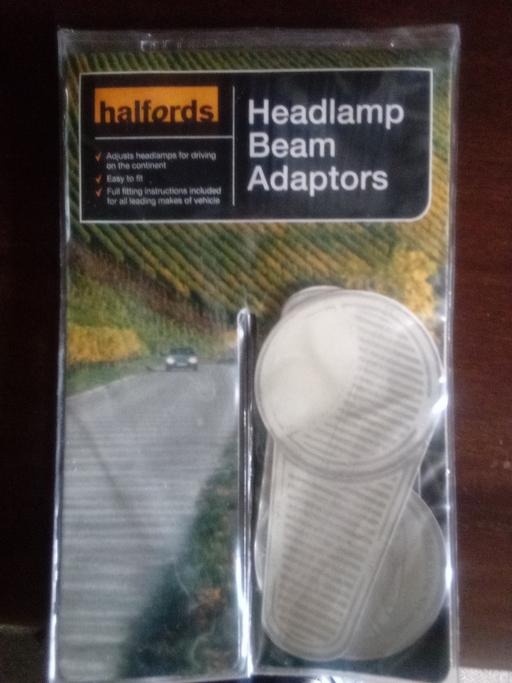 halfords
Adjusts headlamps for driving
on the continent
Easy to fit
Full fitting instructions included
for all leading makes of vehicle
Headlamp
Beam
Adaptors